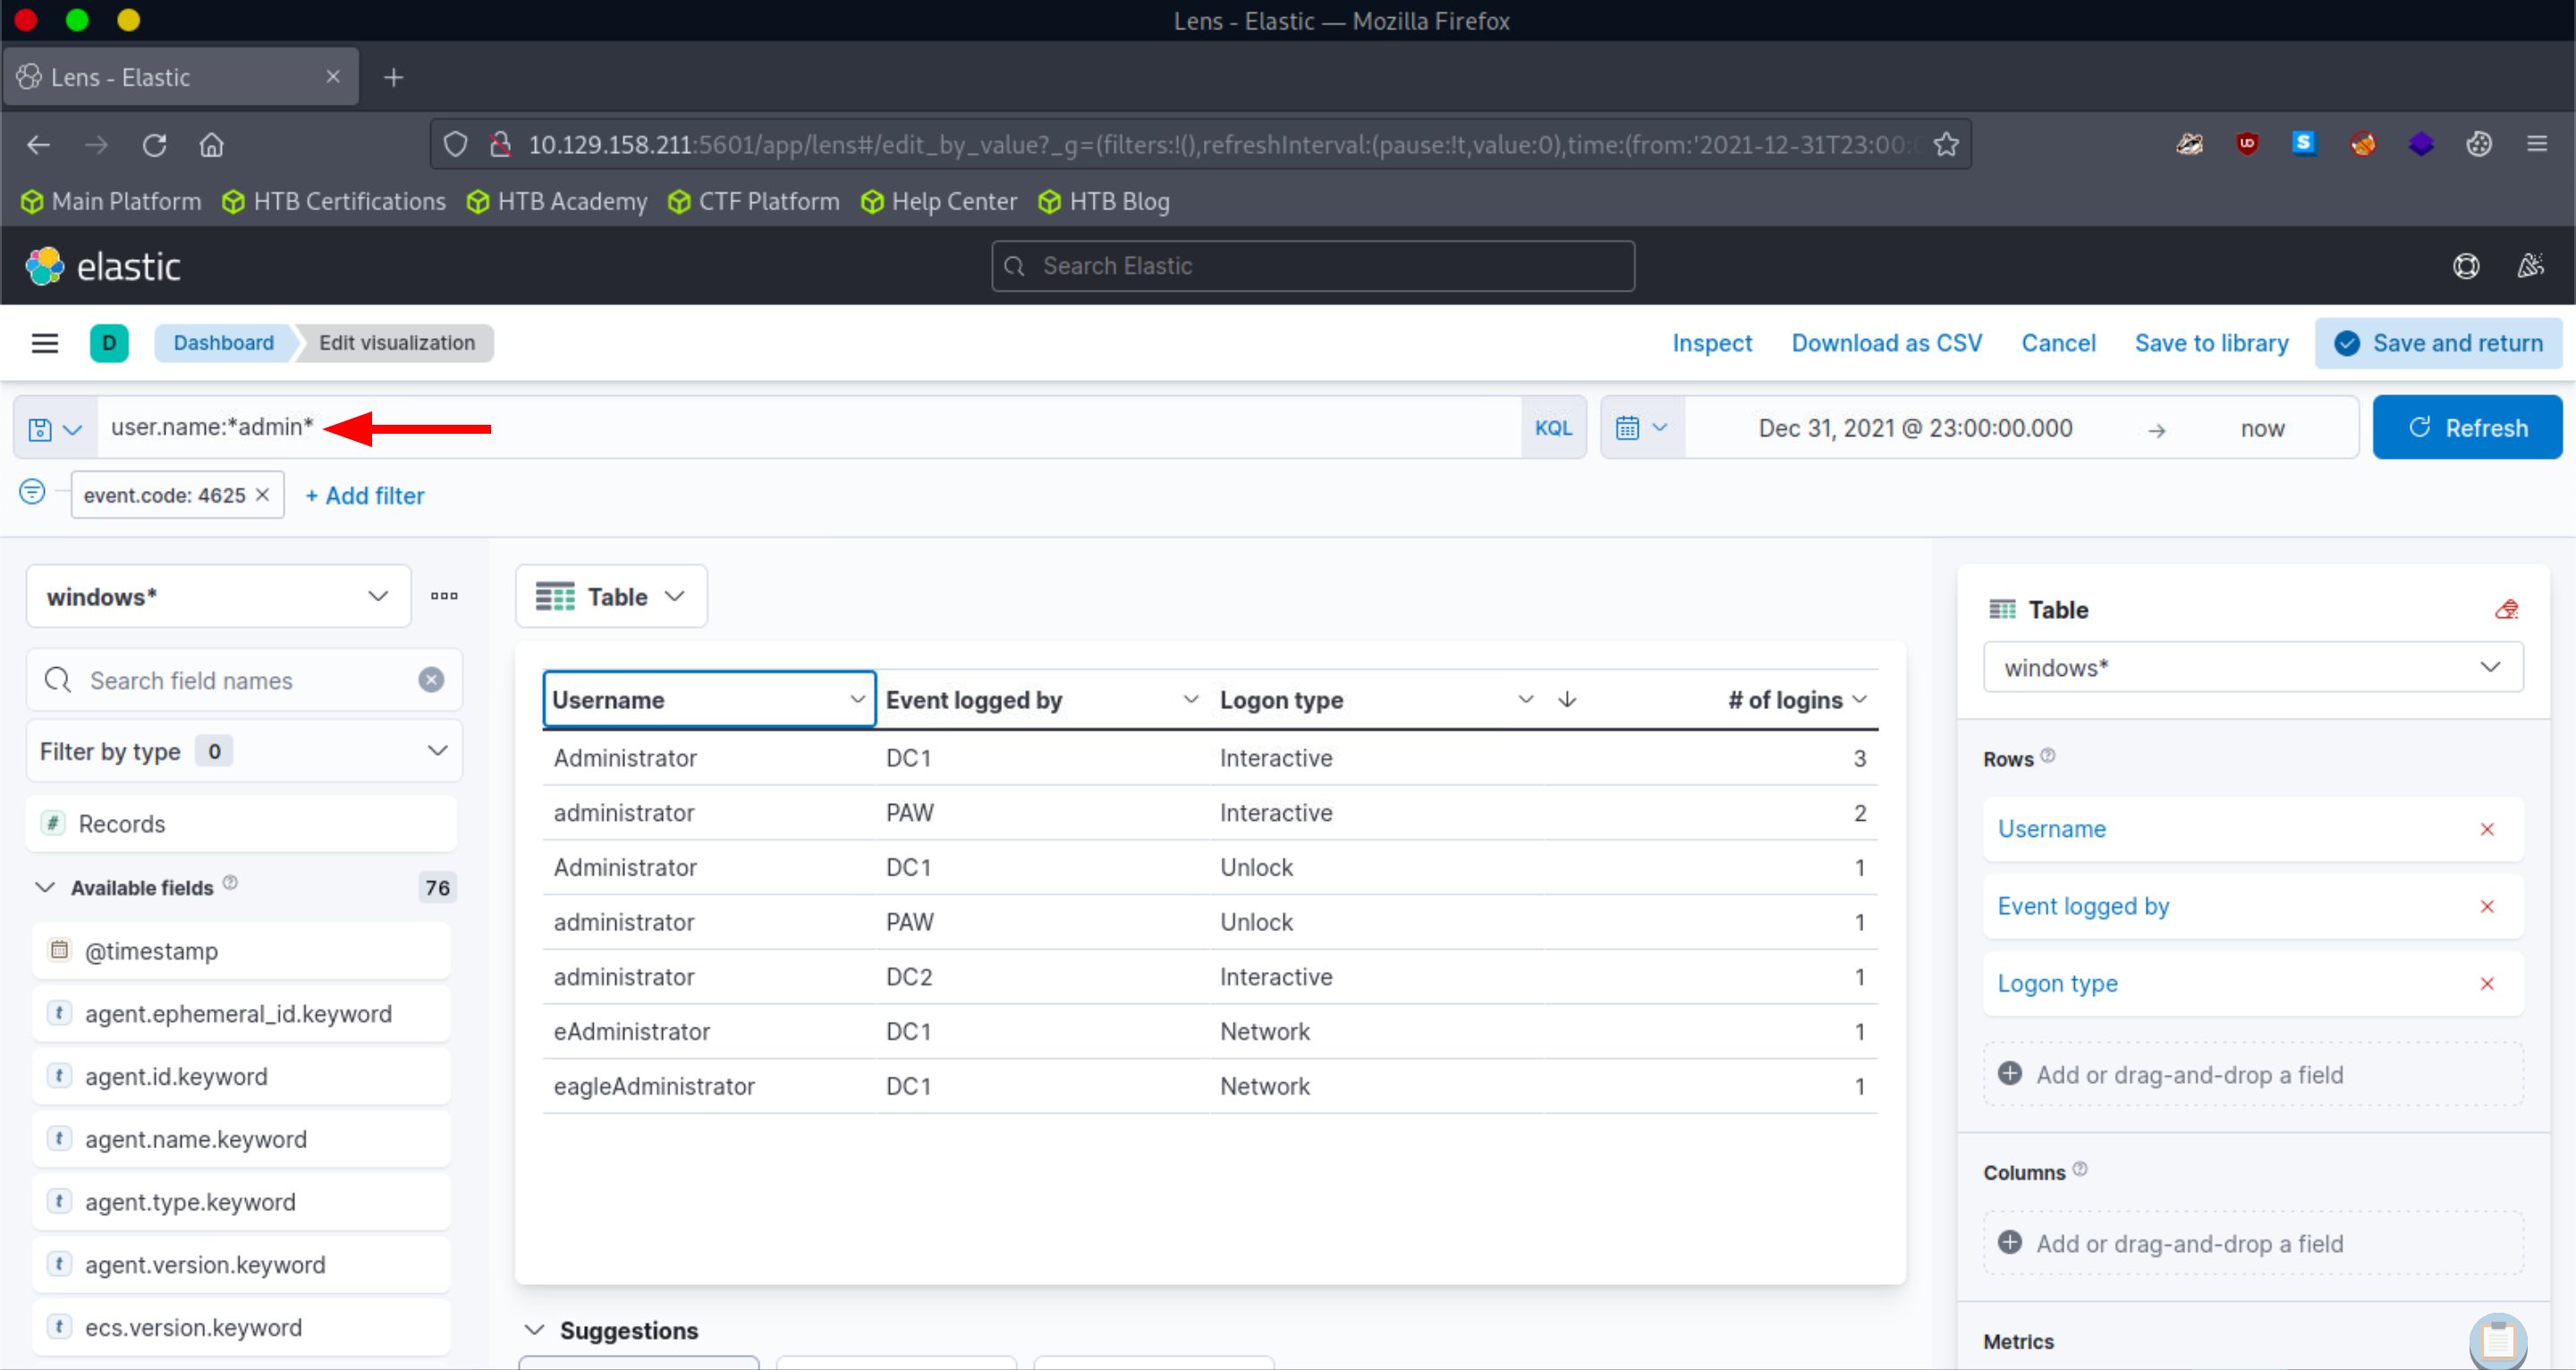 Lens - Elastic — Mozilla Firefox
Lens - Elastic
10.129.158.211:5601/app/lens#/edit_by_value?_g=(filters:!(),refreshInterval:(pause:!t,value:0),time:(from:'2021-12-31T23:00:
Main Platform HTB Certifications HTB Academy CTF Platform Help Center HTB Blog
elastic Search Elastic
D Dashboard Edit visualization Inspect Download as CSV Cancel Save to library Save and return
user.name:*admin* KQL Dec 31, 2021 @ 23:00:00.000 → now Refresh
event.code: 4625 × + Add filter
windows*
Search field names
Filter by type 0
# Records
Available fields 76
@timestamp
t agent.ephemeral_id.keyword
t agent.id.keyword
t agent.name.keyword
t agent.type.keyword
t agent.version.keyword
t ecs.version.keyword
Table
Username Event logged by Logon type ↓ # of logins
Administrator DC1 Interactive 3
administrator PAW Interactive 2
Administrator DC1 Unlock 1
administrator PAW Unlock 1
administrator DC2 Interactive 1
eAdministrator DC1 Network 1
eagleAdministrator DC1 Network 1
Suggestions
Table
windows*
Rows
Username
Event logged by
Logon type
Add or drag-and-drop a field
Columns
Add or drag-and-drop a field
Metrics